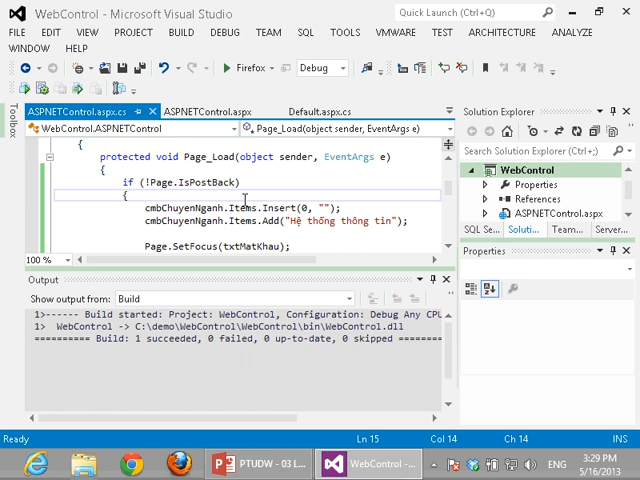 WebControl - Microsoft Visual Studio
Quick Launch (Ctrl+Q)
FILE EDIT VIEW PROJECT BUILD DEBUG TEAM SQL TOOLS VMWARE TEST ARCHITECTURE ANALYZE
WINDOW HELP
Firefox Debug
Toolbox
ASPNETControl.aspx.cs ASPNETControl.aspx Default.aspx.cs
WebControl.ASPNETControl Page_Load(object sender, EventArgs e)
{
protected void Page_Load(object sender, EventArgs e)
{
if (!Page.IsPostBack)
{
cmbChuyenNganh.Items.Insert(0, "");
cmbChuyenNganh.Items.Add("Hệ thống thông tin");
Page.SetFocus(txtMatKhau);
100 %
Output
Show output from: Build
1>------ Build started: Project: WebControl, Configuration: Debug Any CPU
1> WebControl -> C:\demo\WebControl\WebControl\bin\WebControl.dll
========== Build: 1 succeeded, 0 failed, 0 up-to-date, 0 skipped ========
Solution Explorer
WebControl
Properties
References
ASPNETControl.aspx
SQL Se... Soluti... Team... Class...
Properties
Ready Ln 15 Col 14 Ch 14 INS
PTUDW - 03 L...
WebControl -...
ENG
3:29 PM
5/16/2013